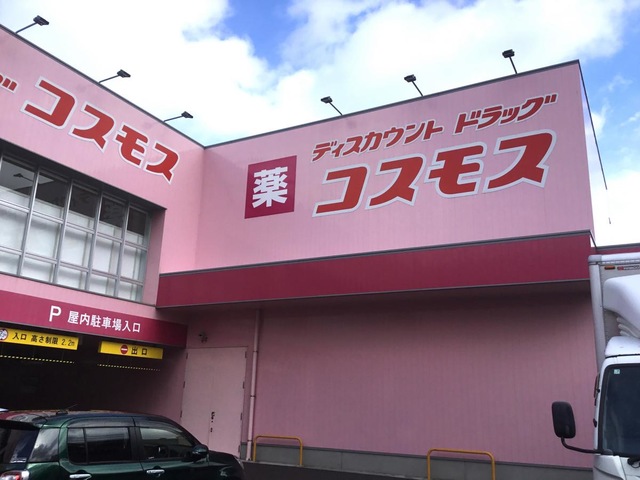 グ コスモス
ディスカウント ドラッグ
薬 コスモス
P 屋内駐車場入口
入口 高さ制限 2.2m
出口